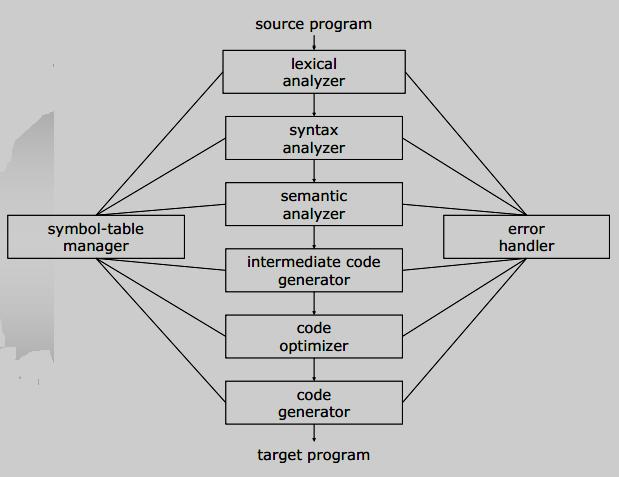 source program
lexical
analyzer
syntax
analyzer
semantic
analyzer
symbol-table
manager
error
handler
intermediate code
generator
code
optimizer
code
generator
target program